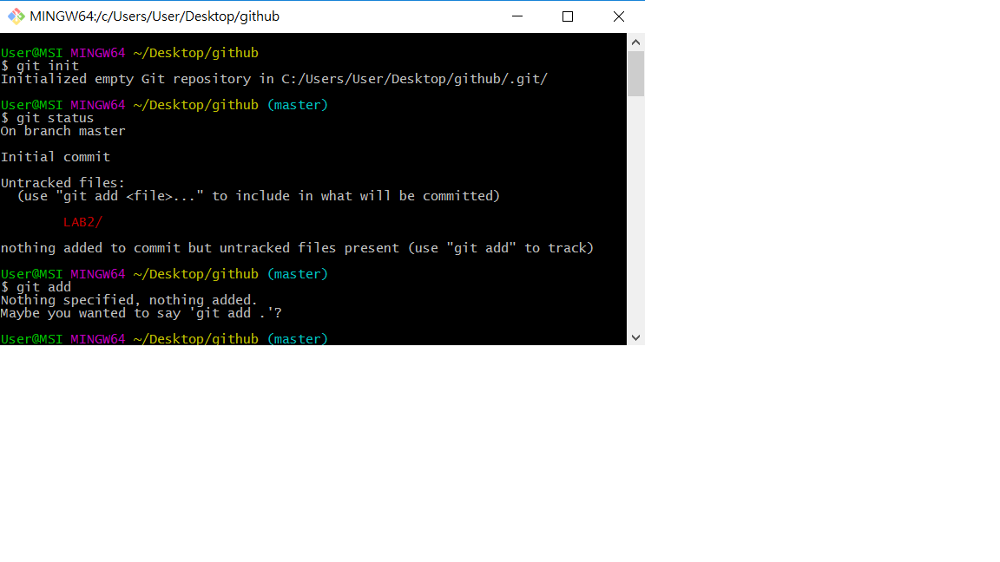 MINGW64:/c/Users/User/Desktop/github
User@MSI MINGW64 ~/Desktop/github
$ git init
Initialized empty Git repository in C:/Users/User/Desktop/github/.git/
User@MSI MINGW64 ~/Desktop/github (master)
$ git status
On branch master
Initial commit
Untracked files:
  (use "git add <file>..." to include in what will be committed)
        LAB2/
nothing added to commit but untracked files present (use "git add" to track)
User@MSI MINGW64 ~/Desktop/github (master)
$ git add
Nothing specified, nothing added.
Maybe you wanted to say 'git add .'?
User@MSI MINGW64 ~/Desktop/github (master)